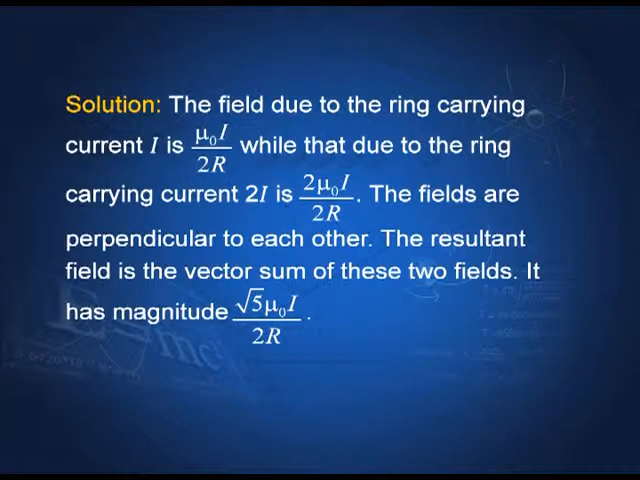 Solution: The field due to the ring carrying
current I is μ₀I/2R while that due to the ring
carrying current 2I is 2μ₀I/2R. The fields are
perpendicular to each other. The resultant
field is the vector sum of these two fields. It
has magnitude √5μ₀I/2R.